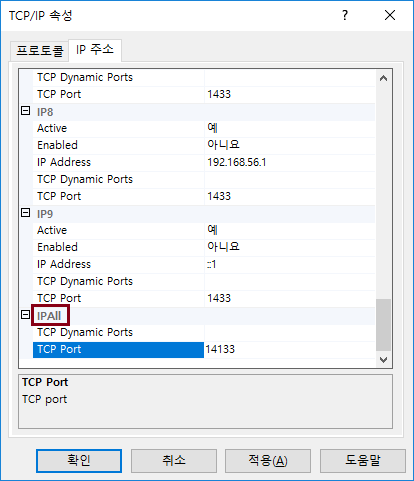 TCP/IP 속성
프로토콜 IP 주소
TCP Dynamic Ports
TCP Port 1433
IP8
Active 예
Enabled 아니요
IP Address 192.168.56.1
TCP Dynamic Ports
TCP Port 1433
IP9
Active 예
Enabled 아니요
IP Address ::1
TCP Dynamic Ports
TCP Port 1433
IPAll
TCP Dynamic Ports
TCP Port 14133
TCP Port
TCP port
확인 취소 적용(A) 도움말